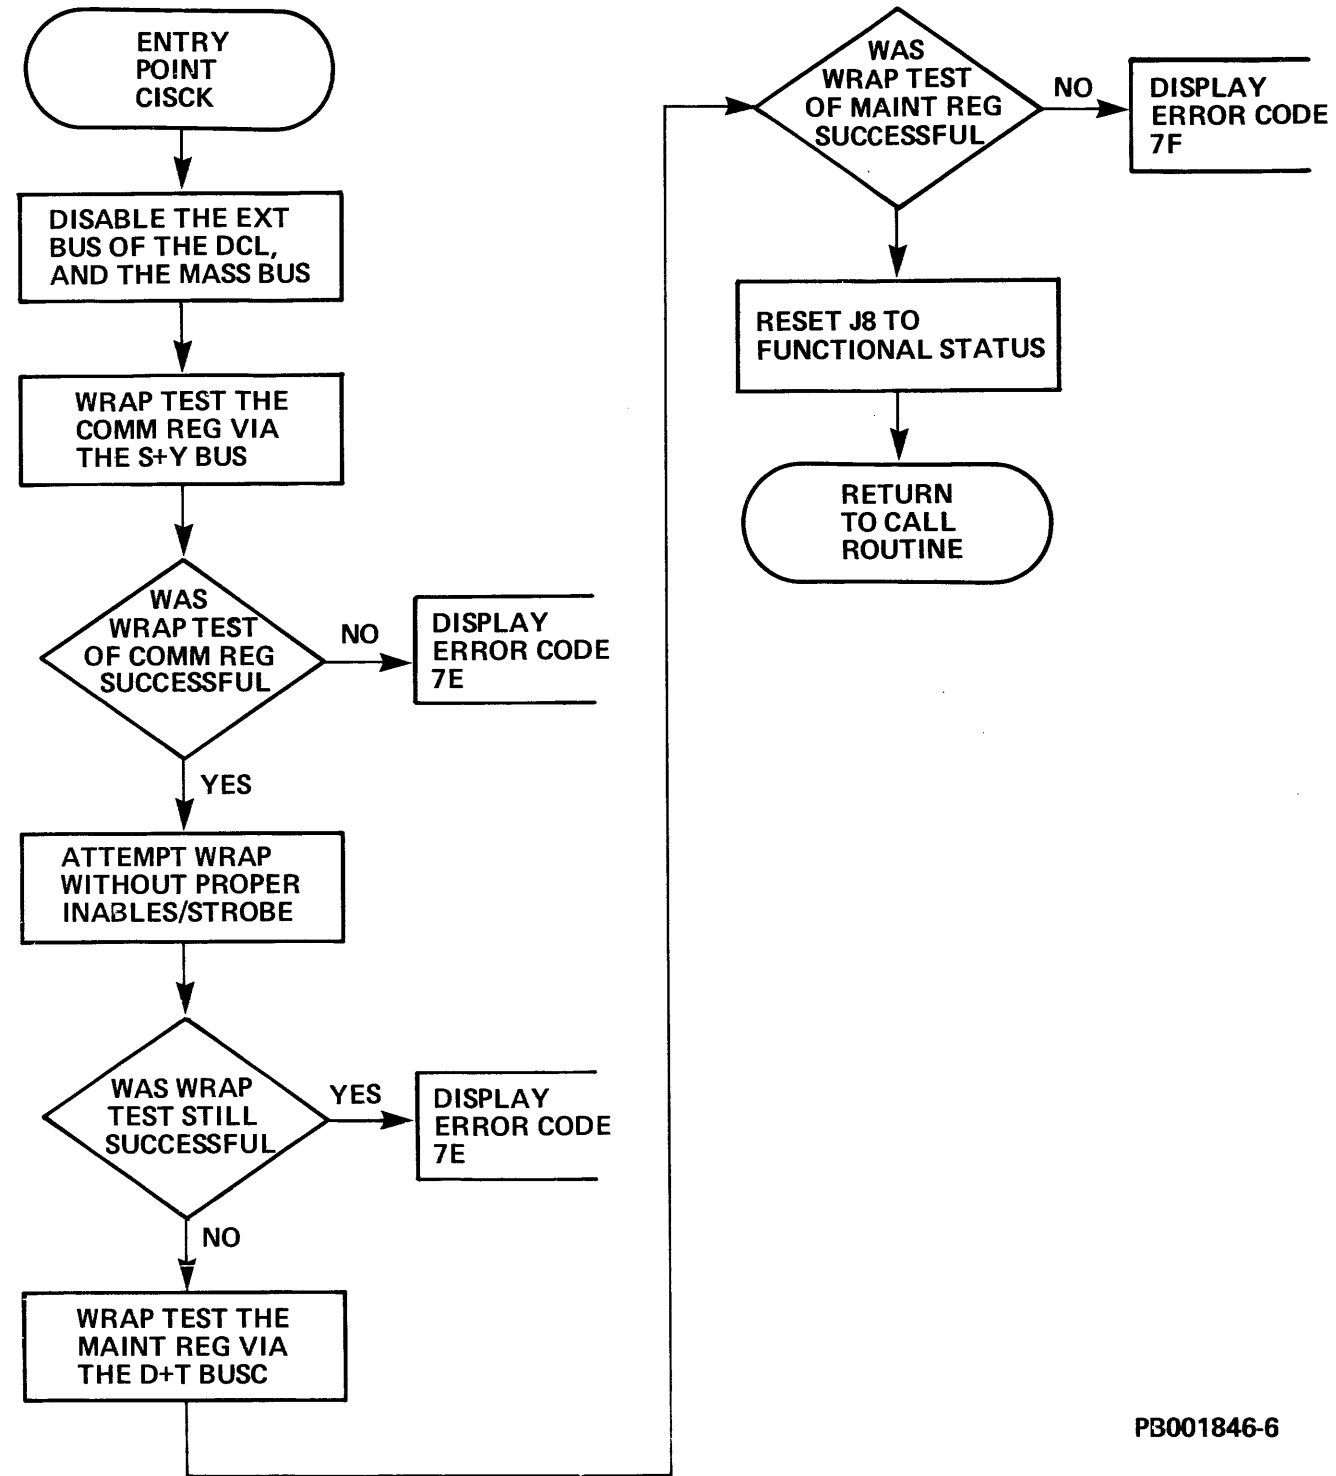 ENTRY
POINT
CISCK
DISABLE THE EXT
BUS OF THE DCL,
AND THE MASS BUS
WRAP TEST THE
COMM REG VIA
THE S+Y BUS
WAS
WRAP TEST
OF COMM REG
SUCCESSFUL
NO
DISPLAY
ERROR CODE
7E
YES
ATTEMPT WRAP
WITHOUT PROPER
INABLES/STROBE
WAS WRAP
TEST STILL
SUCCESSFUL
YES
DISPLAY
ERROR CODE
7E
NO
WRAP TEST THE
MAINT REG VIA
THE D+T BUSC
WAS
WRAP TEST
OF MAINT REG
SUCCESSFUL
NO
DISPLAY
ERROR CODE
7F
RESET J8 TO
FUNCTIONAL STATUS
RETURN
TO CALL
ROUTINE
PB001846-6